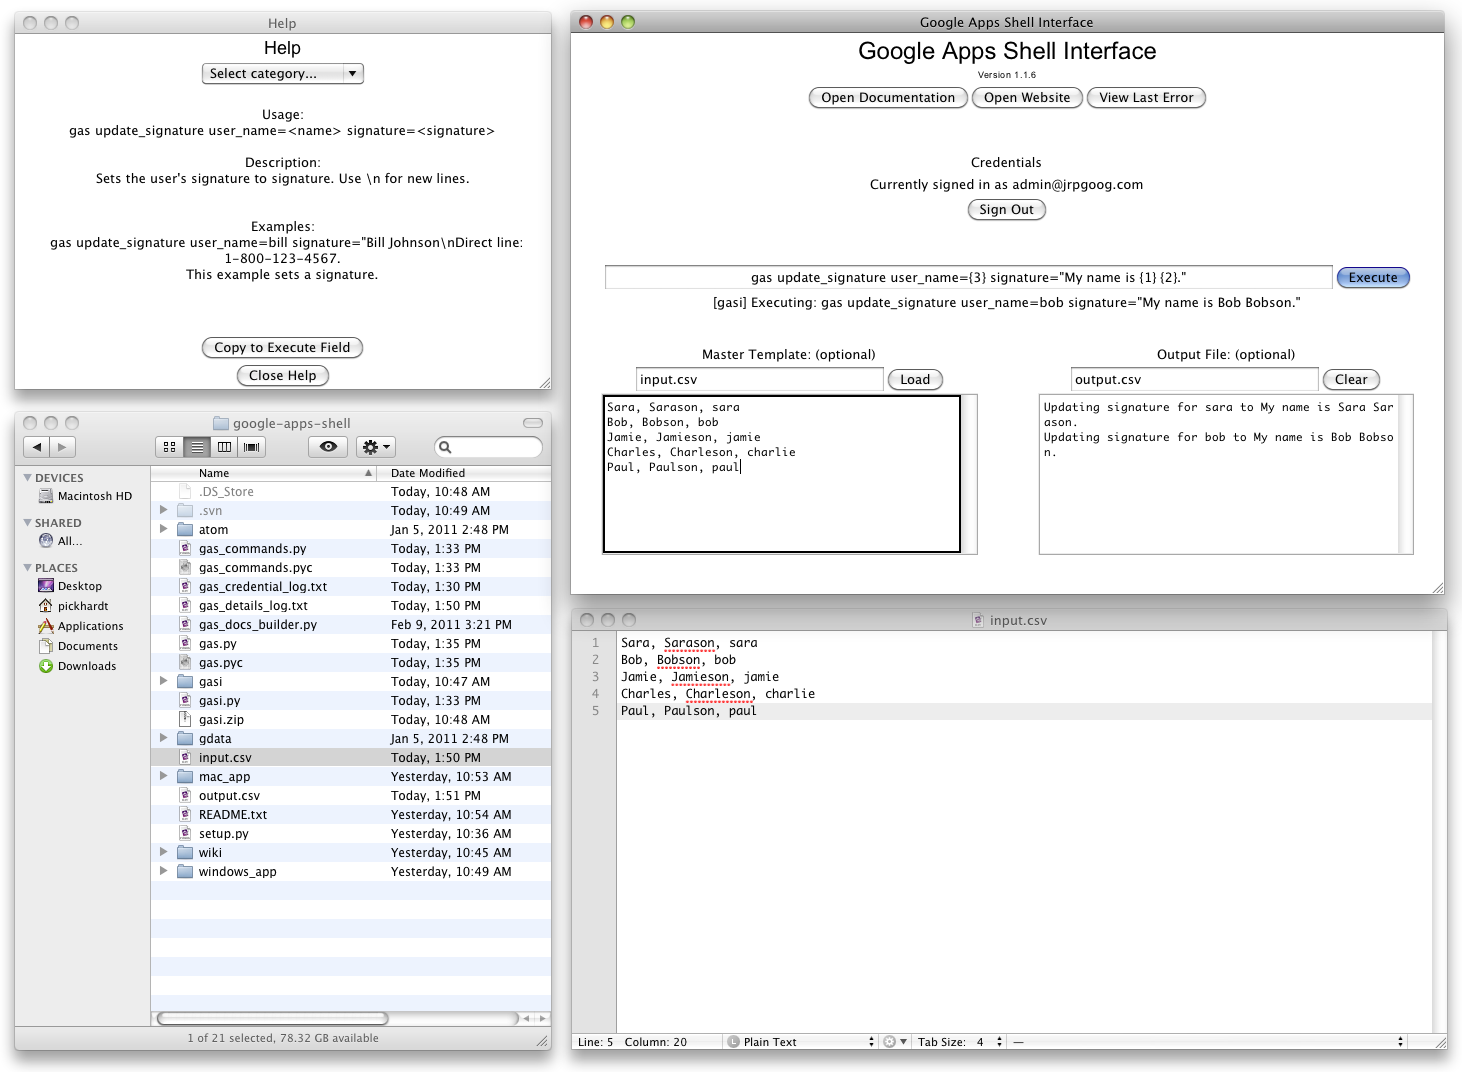 Help
Help
Select category...
Usage:
gas update_signature user_name=<name> signature=<signature>
Description:
Sets the user's signature to signature. Use \n for new lines.
Examples:
gas update_signature user_name=bill signature="Bill Johnson\nDirect line:
1-800-123-4567.
This example sets a signature.
Copy to Execute Field
Close Help
Google Apps Shell Interface
Google Apps Shell Interface
Version 1.1.6
Open Documentation Open Website View Last Error
Credentials
Currently signed in as admin@jrpgoog.com
Sign Out
gas update_signature user_name={3} signature="My name is {1} {2}." Execute
[gasi] Executing: gas update_signature user_name=bob signature="My name is Bob Bobson."
Master Template: (optional)
input.csv Load
Sara, Sarason, sara
Bob, Bobson, bob
Jamie, Jamieson, jamie
Charles, Charleson, charlie
Paul, Paulson, paul
Output File: (optional)
output.csv Clear
Updating signature for sara to My name is Sara Sar
ason.
Updating signature for bob to My name is Bob Bobso
n.
google-apps-shell
DEVICES
Macintosh HD
SHARED
All...
PLACES
Desktop
pickhardt
Applications
Documents
Downloads
Name Date Modified
.DS_Store Today, 10:48 AM
.svn Today, 10:49 AM
atom Jan 5, 2011 2:48 PM
gas_commands.py Today, 1:33 PM
gas_commands.pyc Today, 1:33 PM
gas_credential_log.txt Today, 1:30 PM
gas_details_log.txt Today, 1:50 PM
gas_docs_builder.py Feb 9, 2011 3:21 PM
gas.py Today, 1:35 PM
gas.pyc Today, 1:35 PM
gasi Today, 10:47 AM
gasi.py Today, 1:33 PM
gasi.zip Today, 10:48 AM
gdata Jan 5, 2011 2:48 PM
input.csv Today, 1:50 PM
mac_app Yesterday, 10:53 AM
output.csv Today, 1:51 PM
README.txt Yesterday, 10:54 AM
setup.py Yesterday, 10:36 AM
wiki Yesterday, 10:45 AM
windows_app Yesterday, 10:49 AM
1 of 21 selected, 78.32 GB available
input.csv
1 Sara, Sarason, sara
2 Bob, Bobson, bob
3 Jamie, Jamieson, jamie
4 Charles, Charleson, charlie
5 Paul, Paulson, paul
Line: 5 Column: 20 L Plain Text Tab Size: 4 —